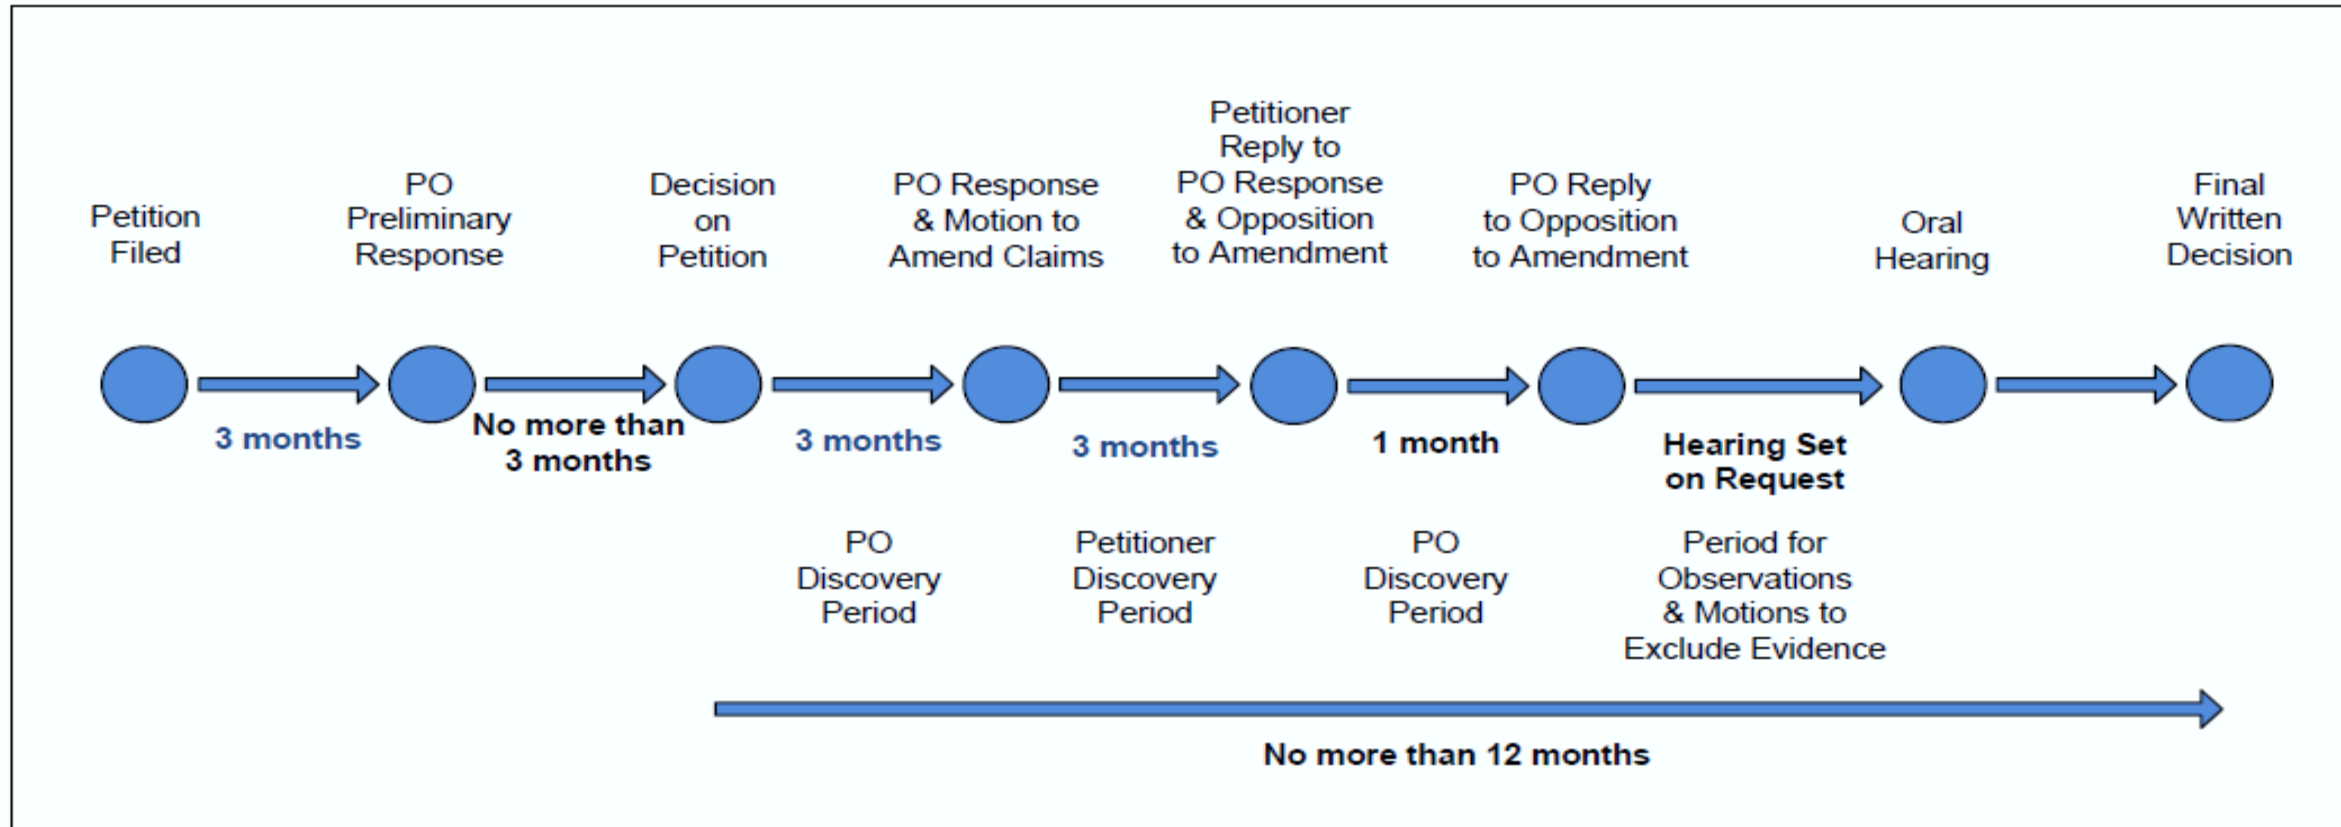 Petition
Filed
PO
Preliminary
Response
Decision
on
Petition
PO Response
& Motion to
Amend Claims
Petitioner
Reply to
PO Response
& Opposition
to Amendment
PO Reply
to Opposition
to Amendment
Oral
Hearing
Final
Written
Decision
3 months
No more than
3 months
3 months
3 months
1 month
Hearing Set
on Request
PO
Discovery
Period
Petitioner
Discovery
Period
PO
Discovery
Period
Period for
Observations
& Motions to
Exclude Evidence
No more than 12 months